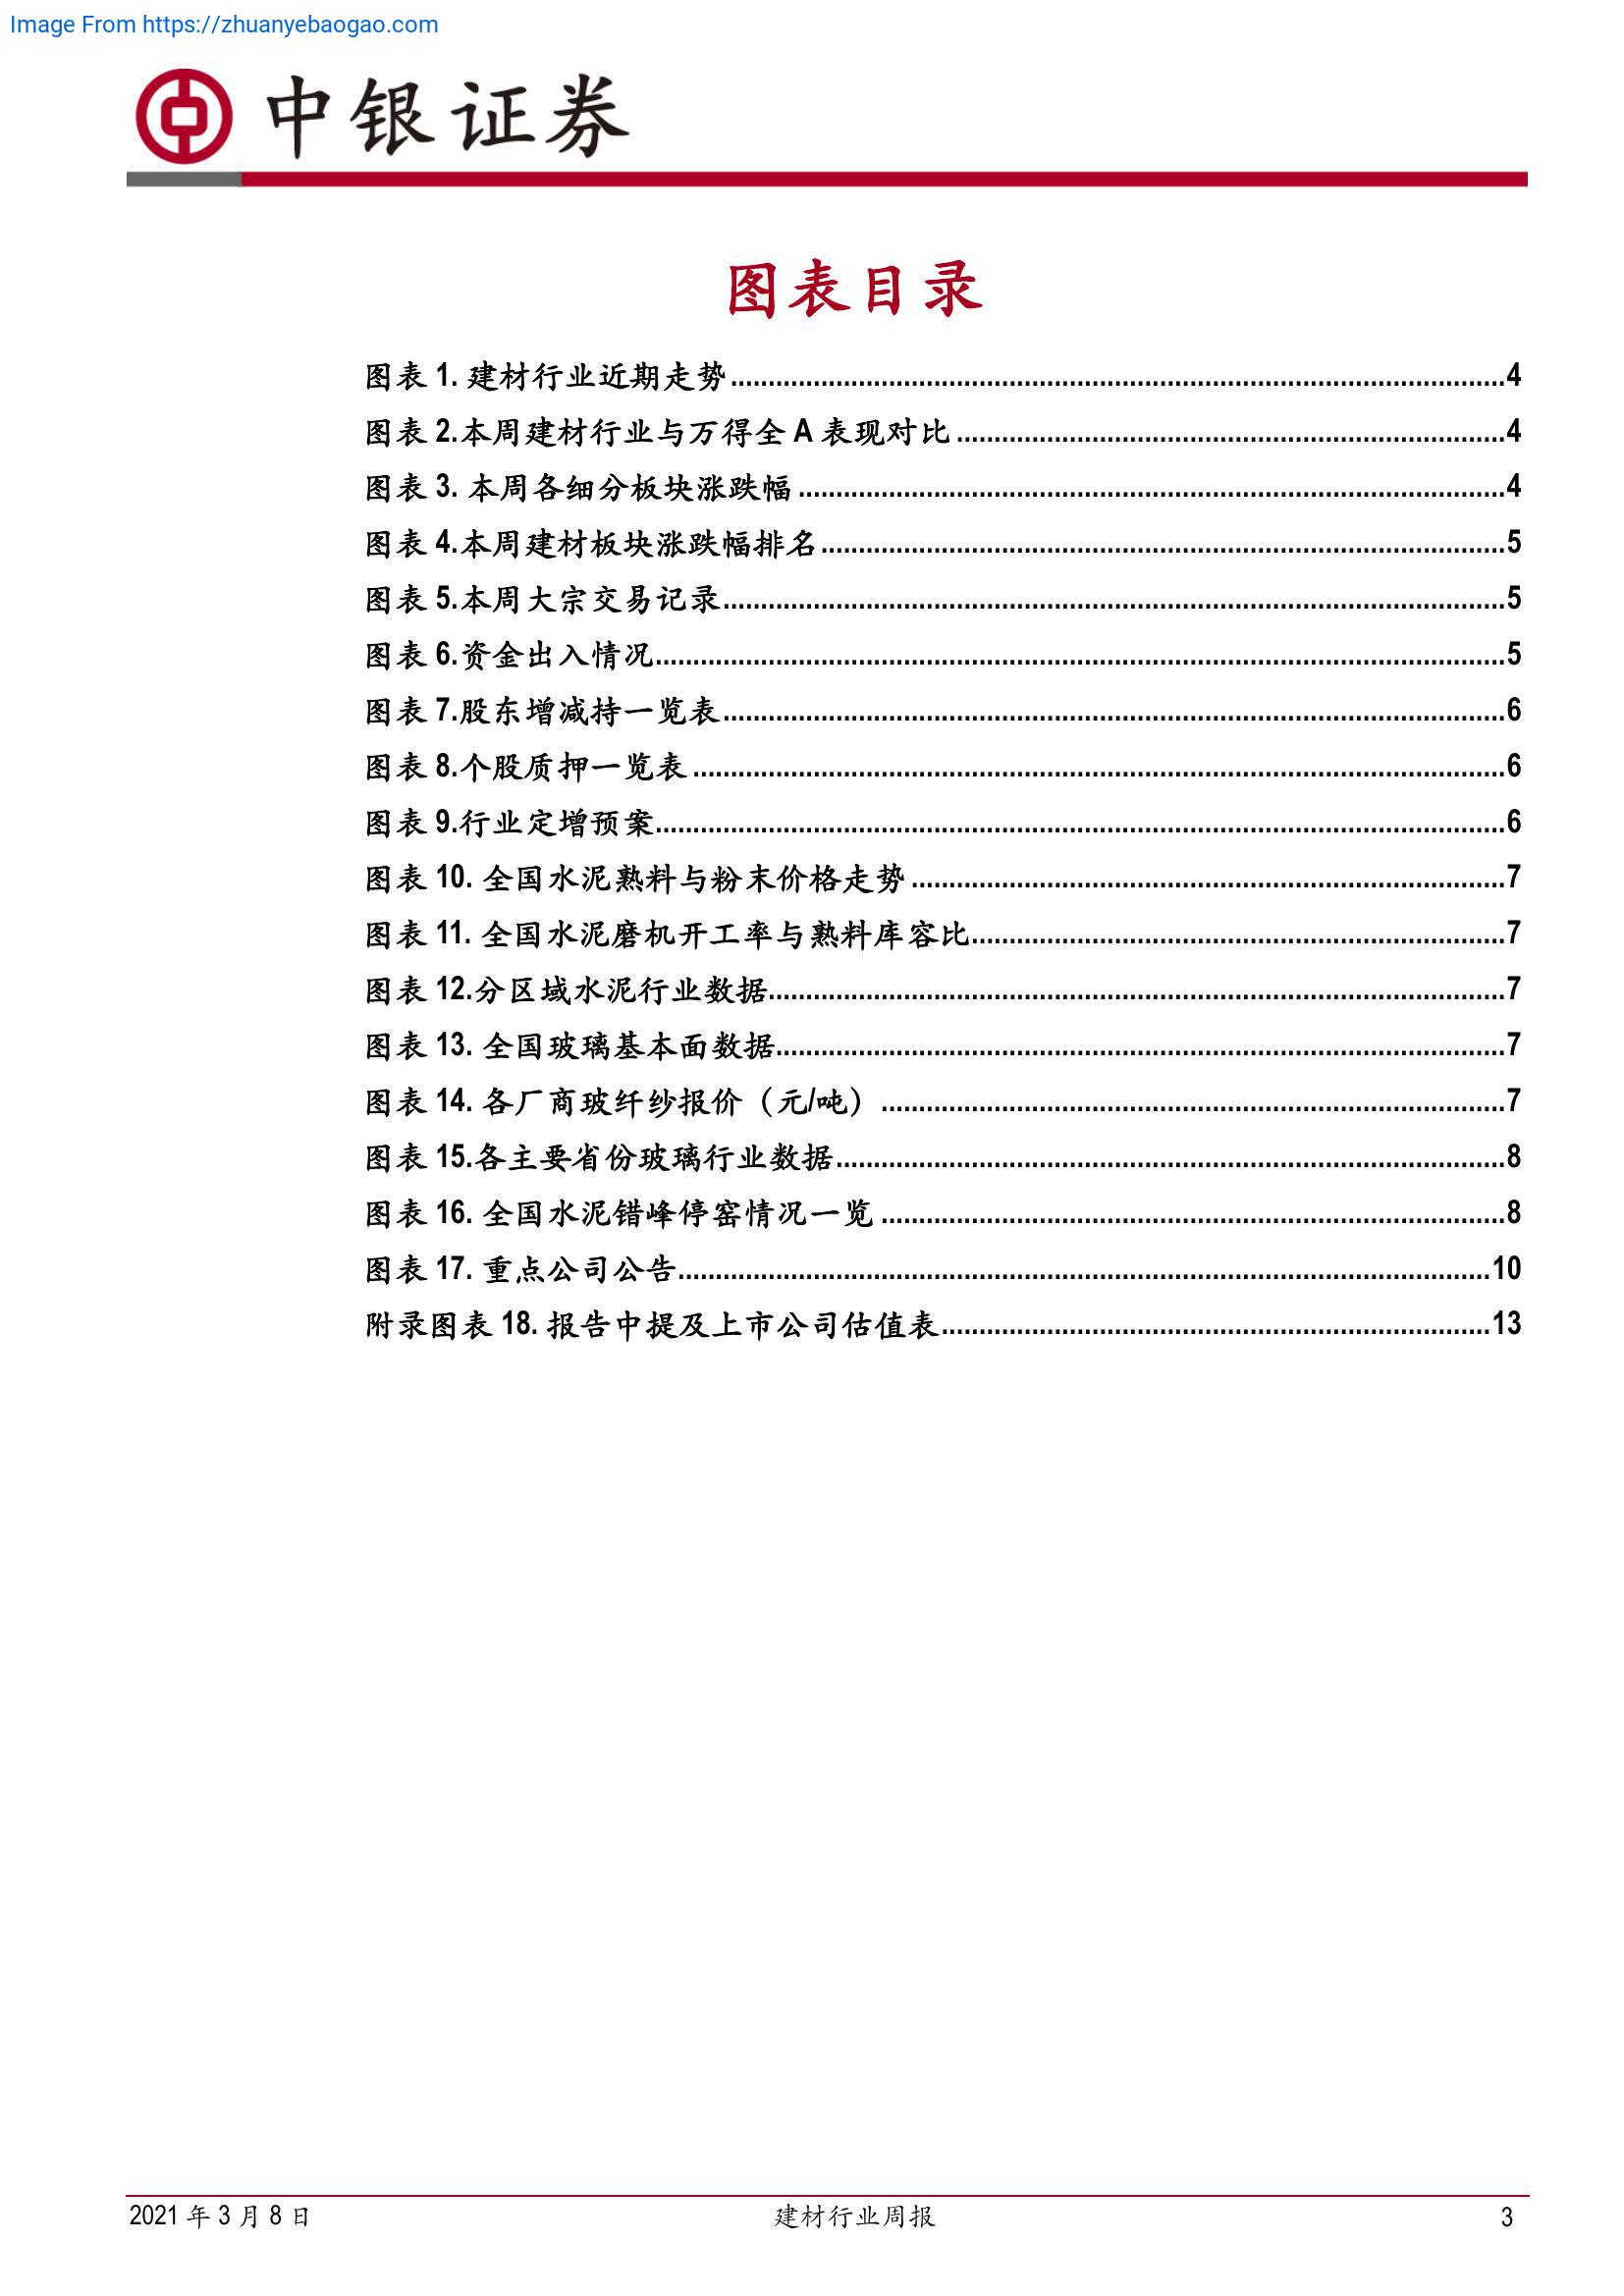 Image From https://zhuanyebaogao.com
中银证券
图表目录
图表 1. 建材行业近期走势........................................4
图表 2.本周建材行业与万得全 A 表现对比........................................4
图表 3. 本周各细分板块涨跌幅........................................4
图表 4.本周建材板块涨跌幅排名........................................5
图表 5.本周大宗交易记录........................................5
图表 6.资金出入情况........................................5
图表 7.股东增减持一览表........................................6
图表 8.个股质押一览表........................................6
图表 9.行业定增预案........................................6
图表 10. 全国水泥熟料与粉末价格走势........................................7
图表 11. 全国水泥磨机开工率与熟料库容比........................................7
图表 12.分区域水泥行业数据........................................7
图表 13. 全国玻璃基本面数据........................................7
图表 14. 各厂商玻纤纱报价（元/吨）........................................7
图表 15.各主要省份玻璃行业数据........................................8
图表 16. 全国水泥错峰停窑情况一览........................................8
图表 17. 重点公司公告........................................10
附录图表 18. 报告中提及上市公司估值表........................................13
2021 年 3 月 8 日 建材行业周报 3